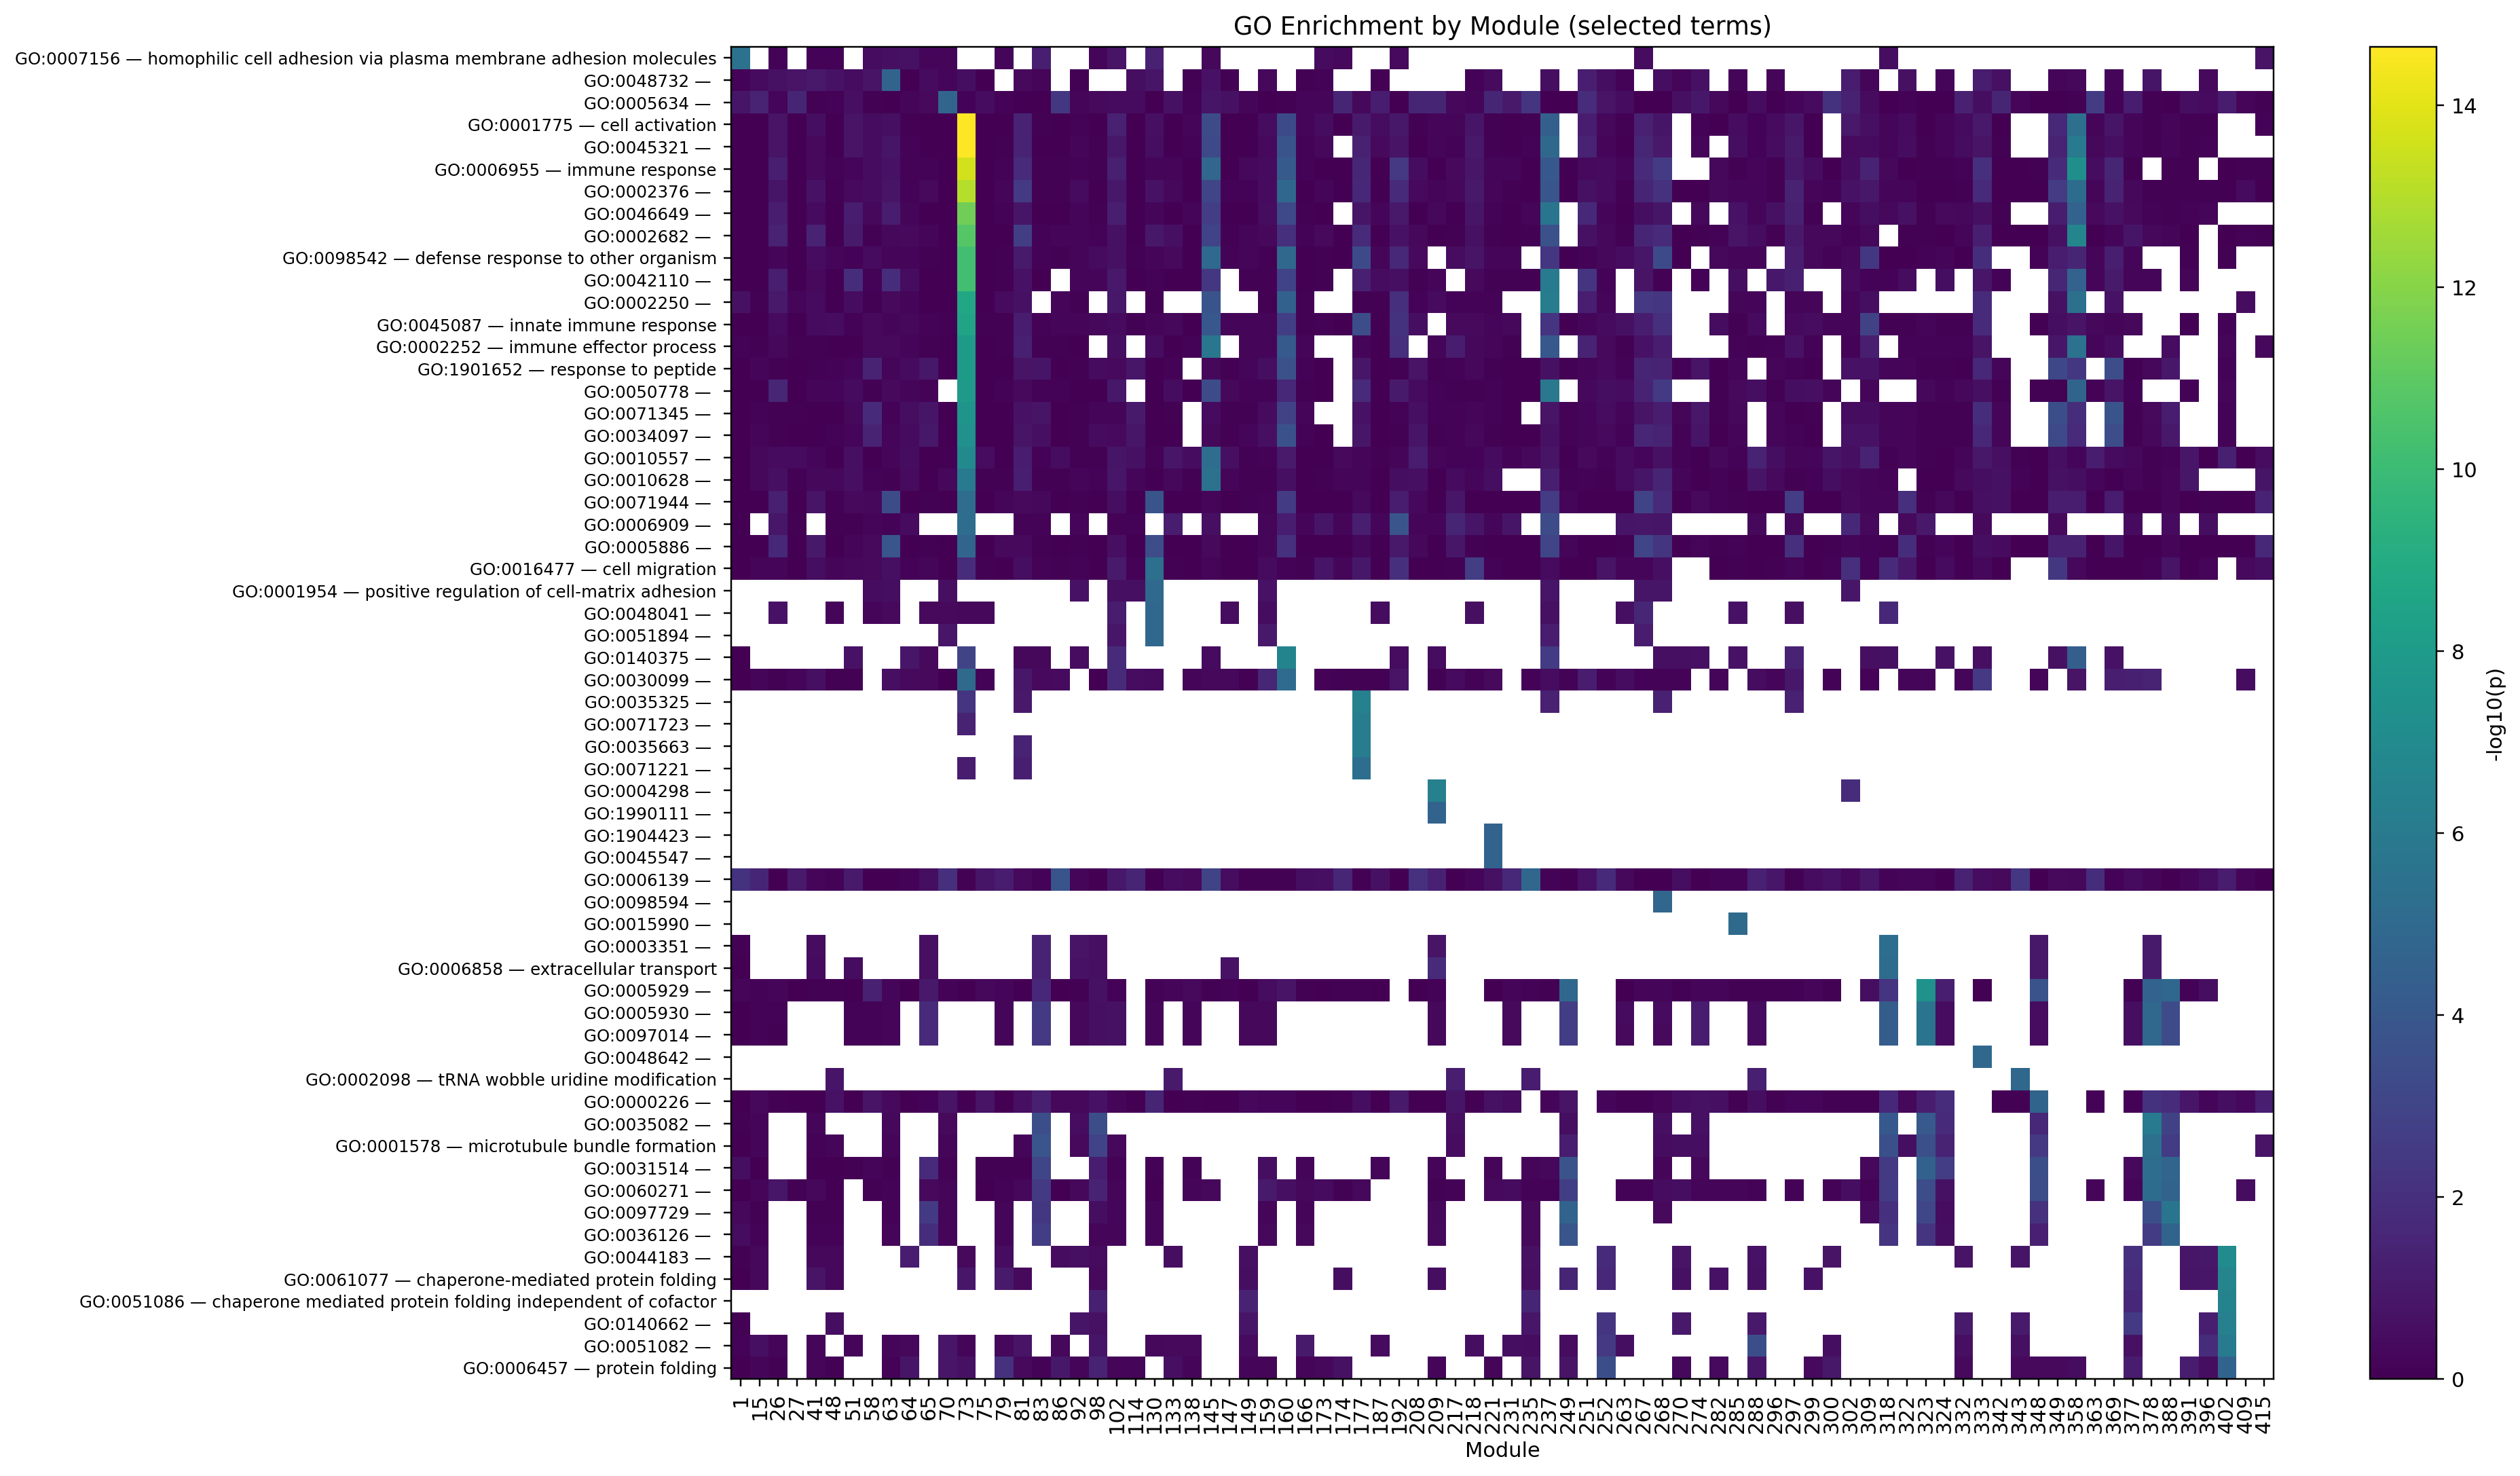 GO Enrichment by Module (selected terms)
GO:0007156 — homophilic cell adhesion via plasma membrane adhesion molecules
GO:0048732 —
GO:0005634 —
GO:0001775 — cell activation
GO:0045321 —
GO:0006955 — immune response
GO:0002376 —
GO:0046649 —
GO:0002682 —
GO:0098542 — defense response to other organism
GO:0042110 —
GO:0002250 —
GO:0045087 — innate immune response
GO:0002252 — immune effector process
GO:1901652 — response to peptide
GO:0050778 —
GO:0071345 —
GO:0034097 —
GO:0010557 —
GO:0010628 —
GO:0071944 —
GO:0006909 —
GO:0005886 —
GO:0016477 — cell migration
GO:0001954 — positive regulation of cell-matrix adhesion
GO:0048041 —
GO:0051894 —
GO:0140375 —
GO:0030099 —
GO:0035325 —
GO:0071723 —
GO:0035663 —
GO:0071221 —
GO:0004298 —
GO:1990111 —
GO:1904423 —
GO:0045547 —
GO:0006139 —
GO:0098594 —
GO:0015990 —
GO:0003351 —
GO:0006858 — extracellular transport
GO:0005929 —
GO:0005930 —
GO:0097014 —
GO:0048642 —
GO:0002098 — tRNA wobble uridine modification
GO:0000226 —
GO:0035082 —
GO:0001578 — microtubule bundle formation
GO:0031514 —
GO:0060271 —
GO:0097729 —
GO:0036126 —
GO:0044183 —
GO:0061077 — chaperone-mediated protein folding
GO:0051086 — chaperone mediated protein folding independent of cofactor
GO:0140662 —
GO:0051082 —
GO:0006457 — protein folding
1 15 26 27 41 48 51 58 63 64 65 70 73 75 79 81 83 86 92 98 102 114 130 133 138 145 147 149 159 160 166 173 174 177 187 192 208 209 217 218 221 231 235 237 249 251 252 263 267 268 270 274 282 285 288 296 297 299 300 302 309 318 322 323 324 332 333 342 343 348 349 358 363 369 377 378 388 391 396 402 409 415
Module
14
12
10
8
6
4
2
0
-log10(p)